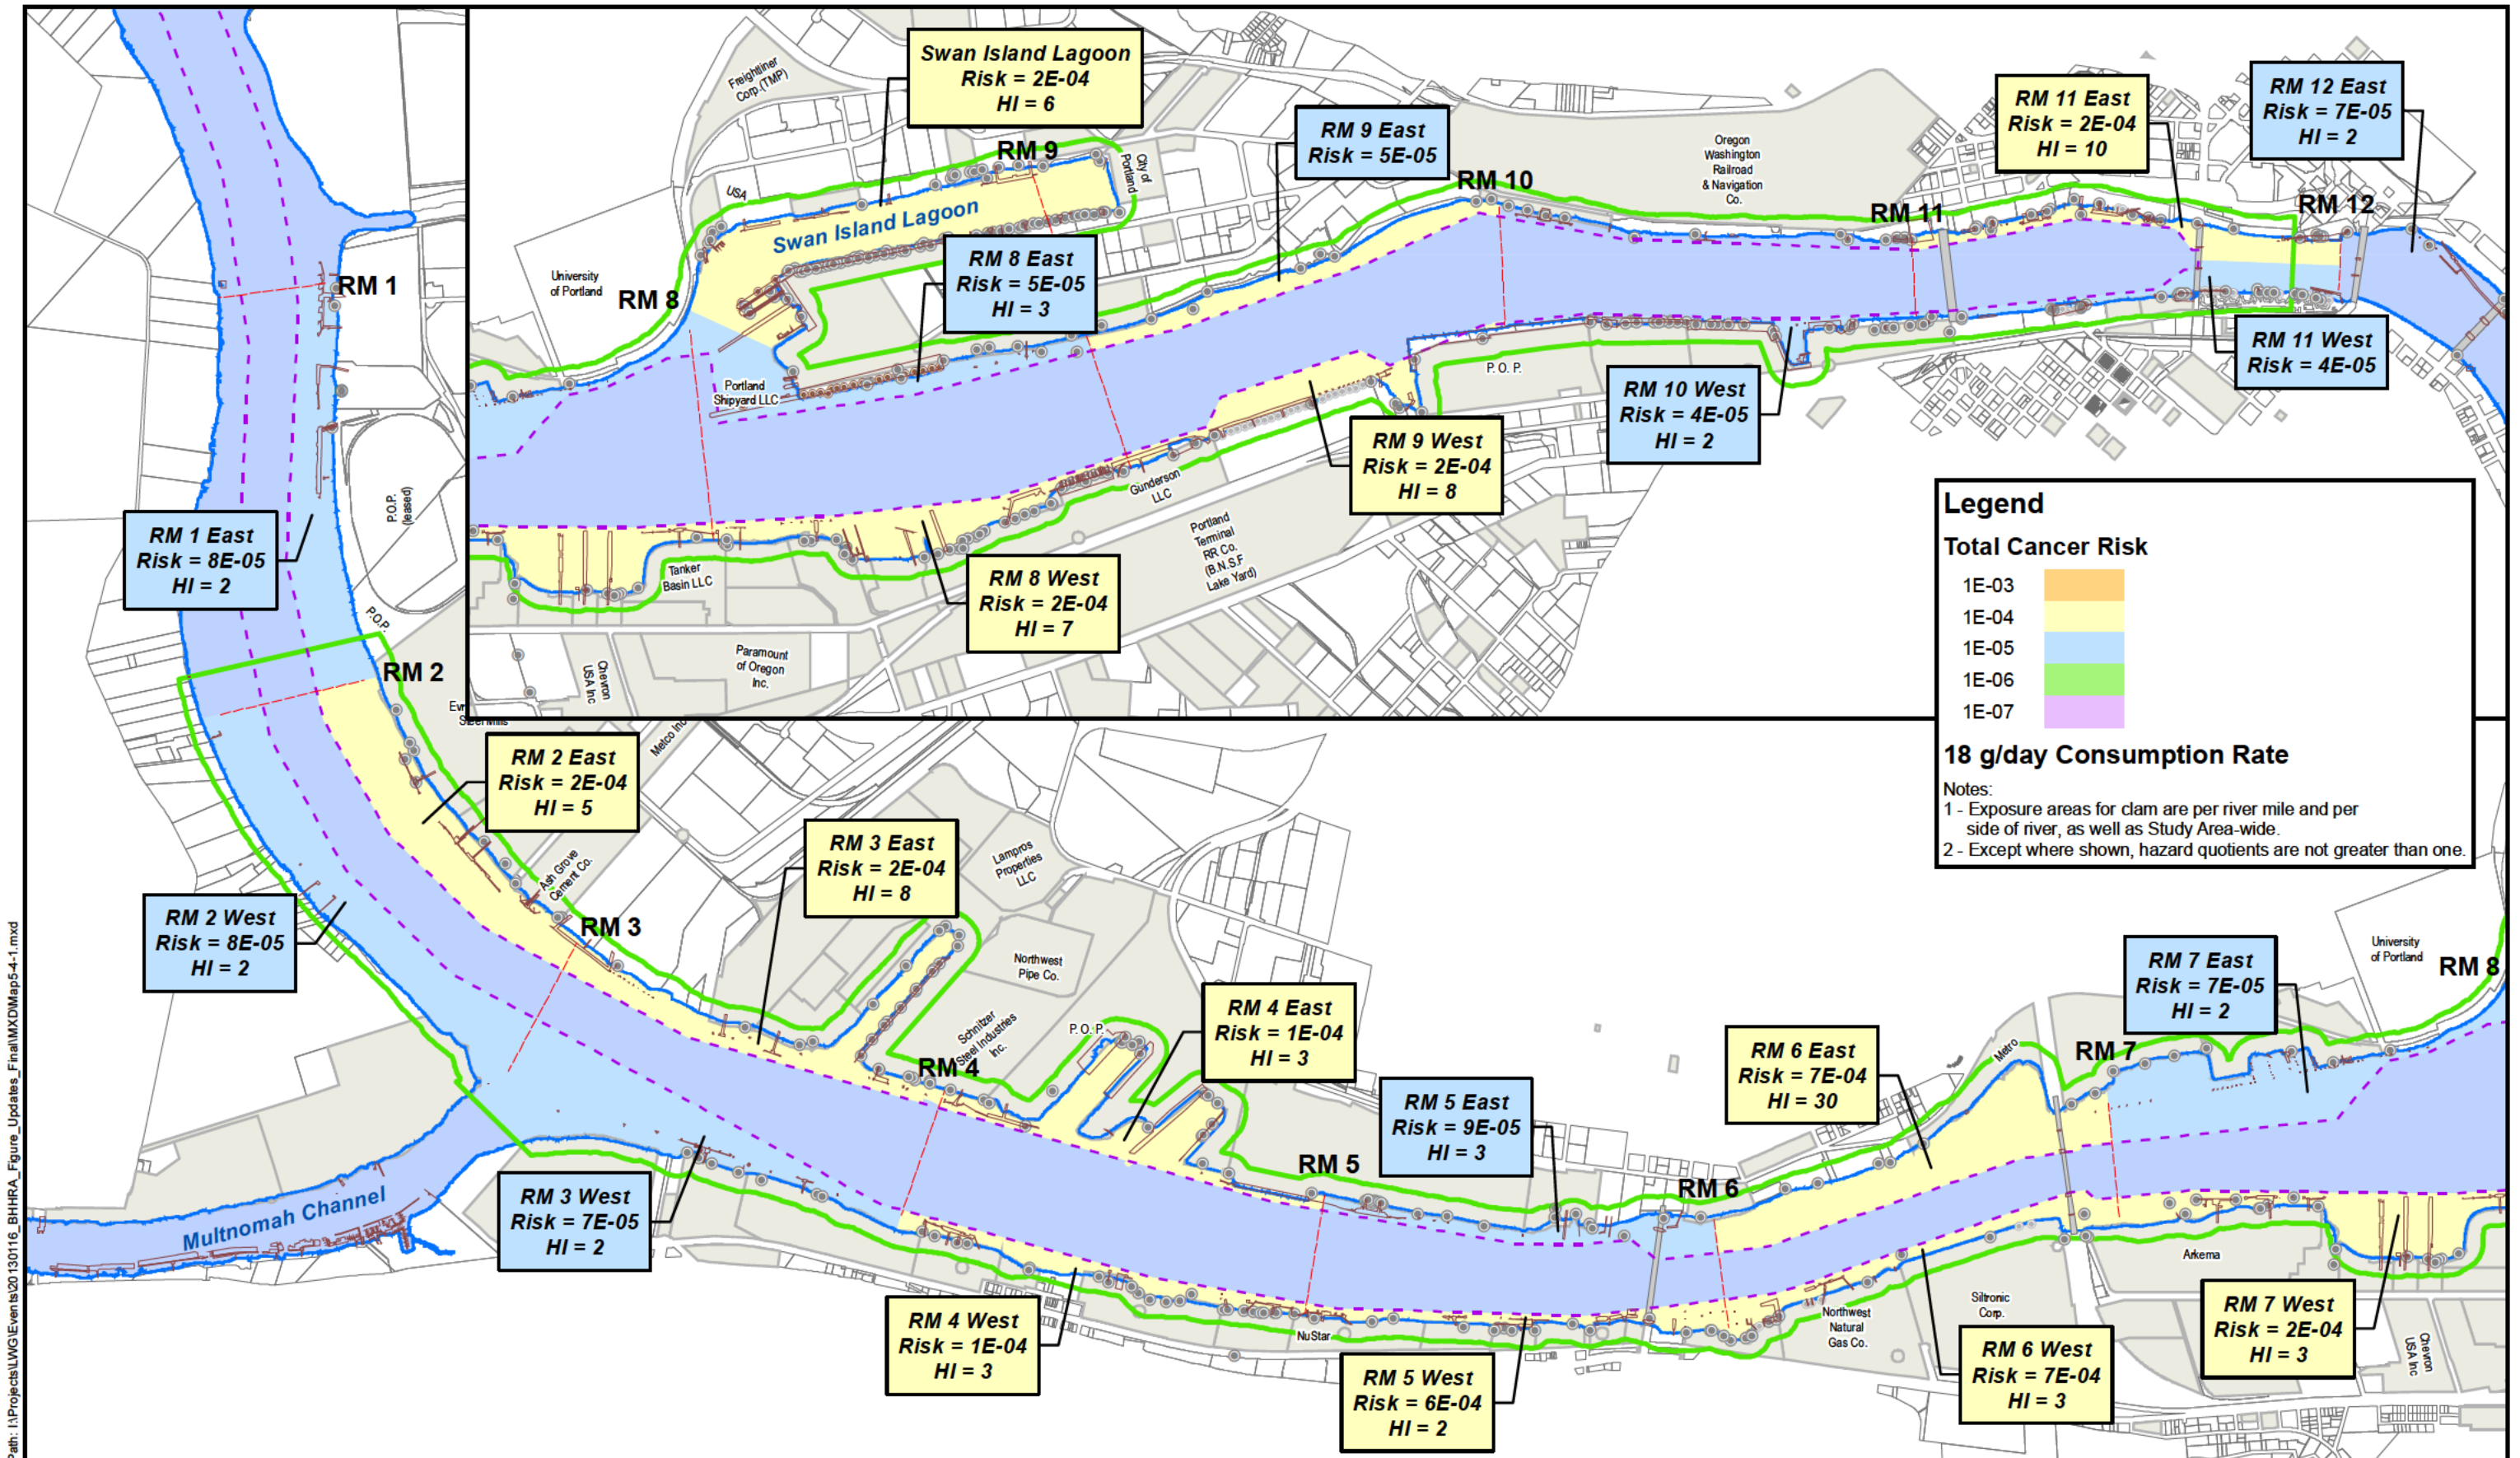 Swan Island Lagoon
Risk = 2E-04
HI = 6
RM 9 East
Risk = 5E-05
RM 11 East
Risk = 2E-04
HI = 10
RM 12 East
Risk = 7E-05
HI = 2
Freightliner
Corp.(TMP)
RM 9
City of
Portland
USA
Swan Island Lagoon
Oregon
Washington
Railroad
& Navigation
Co.
RM 10
RM 11
RM 12
University
of Portland
RM 8
RM 8 East
Risk = 5E-05
HI = 3
Portland
Shipyard LLC
P. O. P.
RM 10 West
Risk = 4E-05
HI = 2
RM 11 West
Risk = 4E-05
RM 9 West
Risk = 2E-04
HI = 8
Gunderson
LLC
Portland
Terminal
RR Co.
(B.N.S.F
Lake Yard)
Tanker
Basin LLC
RM 8 West
Risk = 2E-04
HI = 7
Paramount
of Oregon
Inc.
Chevron
USA Inc
RM 1
P.O.P.
(leased)
RM 1 East
Risk = 8E-05
HI = 2
P.O.P.
RM 2
Steel Mills
Metco Inc
RM 2 East
Risk = 2E-04
HI = 5
Ash Grove
Cement Co.
RM 3
RM 2 West
Risk = 8E-05
HI = 2
RM 3 East
Risk = 2E-04
HI = 8
Lampros
Properties
LLC
Northwest
Pipe Co.
Schnitzer
Steel Industries
Inc.
P.O.P.
RM 4
RM 4 East
Risk = 1E-04
HI = 3
Multnomah Channel
RM 3 West
Risk = 7E-05
HI = 2
RM 5
RM 5 East
Risk = 9E-05
HI = 3
RM 6
RM 6 East
Risk = 7E-04
HI = 30
Metro
RM 7
RM 7 East
Risk = 7E-05
HI = 2
University
of Portland
RM 8
RM 4 West
Risk = 1E-04
HI = 3
NuStar
RM 5 West
Risk = 6E-04
HI = 2
Northwest
Natural
Gas Co.
Siltronic
Corp.
Arkema
RM 6 West
Risk = 7E-04
HI = 3
RM 7 West
Risk = 2E-04
HI = 3
Chevron
USA Inc
Legend
Total Cancer Risk
1E-03
1E-04
1E-05
1E-06
1E-07
18 g/day Consumption Rate
Notes:
1 - Exposure areas for clam are per river mile and per
side of river, as well as Study Area-wide.
2 - Except where shown, hazard quotients are not greater than one.
Path: I:\Projects\LWG\Events\20130116_BHHRA_Figure_Updates_Final\MXD\Map5-4-1.mxd